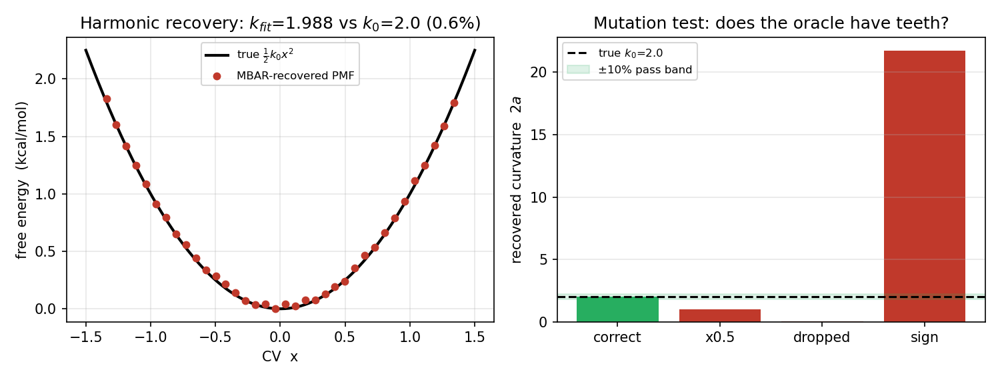 Harmonic recovery: k_fit=1.988 vs k_0=2.0 (0.6%)
true ½k_0x²
MBAR-recovered PMF
free energy (kcal/mol)
2.0
1.5
1.0
0.5
0.0
−1.5 −1.0 −0.5 0.0 0.5 1.0 1.5
CV x
Mutation test: does the oracle have teeth?
true k_0=2.0
±10% pass band
recovered curvature 2a
20
15
10
5
0
correct x0.5 dropped sign